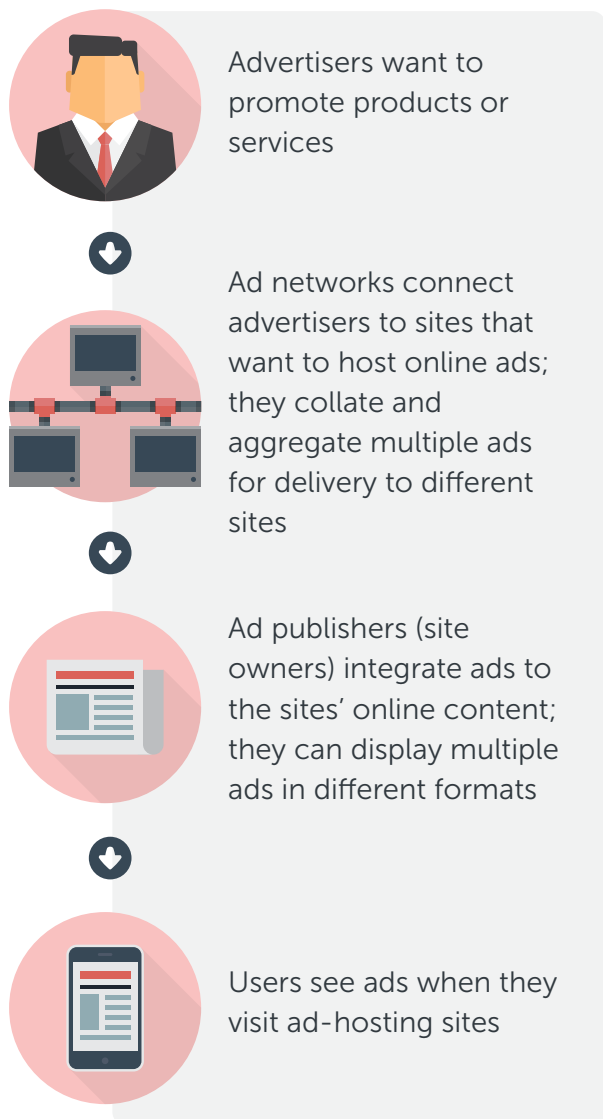 Advertisers want to
promote products or
services
Ad networks connect
advertisers to sites that
want to host online ads;
they collate and
aggregate multiple ads
for delivery to different
sites
Ad publishers (site
owners) integrate ads to
the sites’ online content;
they can display multiple
ads in different formats
Users see ads when they
visit ad-hosting sites